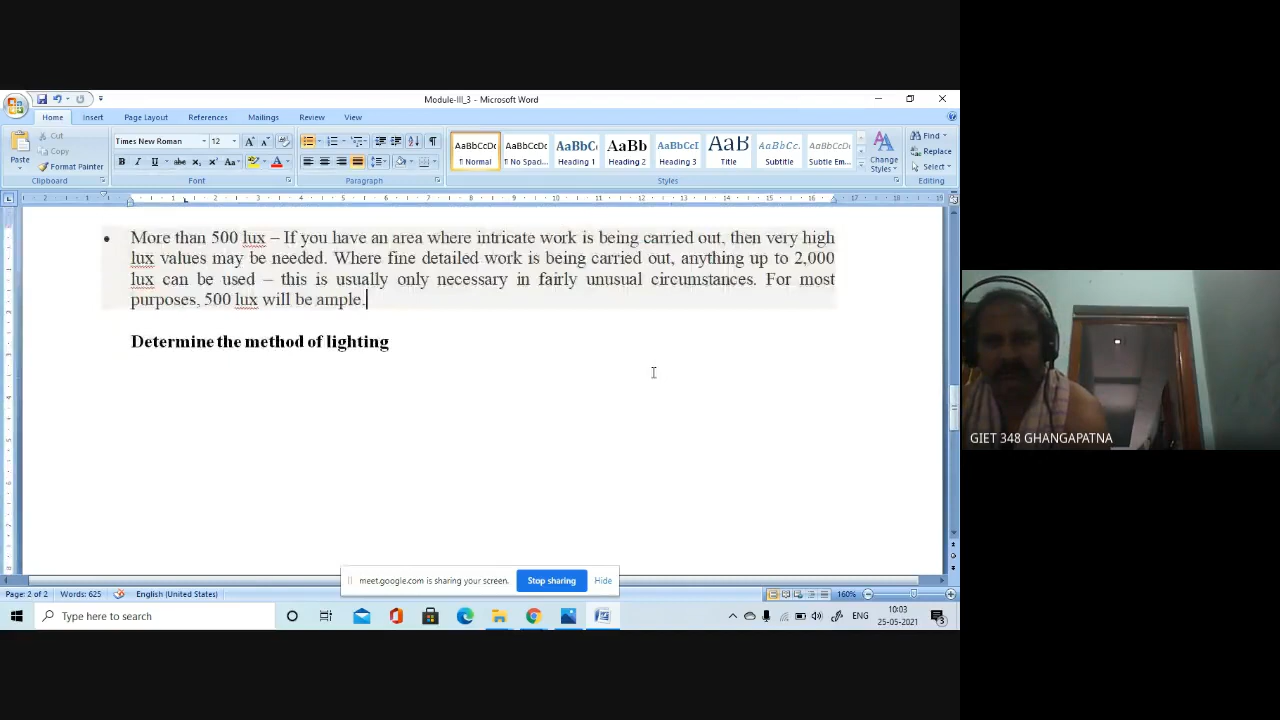 Module-III_3 - Microsoft Word
Home Insert Page Layout References Mailings Review View
Cut
Copy
Format Painter
Paste
Clipboard
Times New Roman 12
Font
Paragraph
AaBbCcDc AaBbCcDc AaBbC AaBb AaBbCc AaB AaBbCc. AaBbCcDc
¶ Normal ¶ No Spaci... Heading 1 Heading 2 Heading 3 Title Subtitle Subtle Em...
Change Styles
Styles
Find
Replace
Select
Editing
• More than 500 lux – If you have an area where intricate work is being carried out, then very high
lux values may be needed. Where fine detailed work is being carried out, anything up to 2,000
lux can be used – this is usually only necessary in fairly unusual circumstances. For most
purposes, 500 lux will be ample.
Determine the method of lighting
GIET 348 GHANGAPATNA
meet.google.com is sharing your screen. Stop sharing Hide
Page: 2 of 2 Words: 625 English (United States) 160%
Type here to search
ENG
10:03
25-05-2021
3